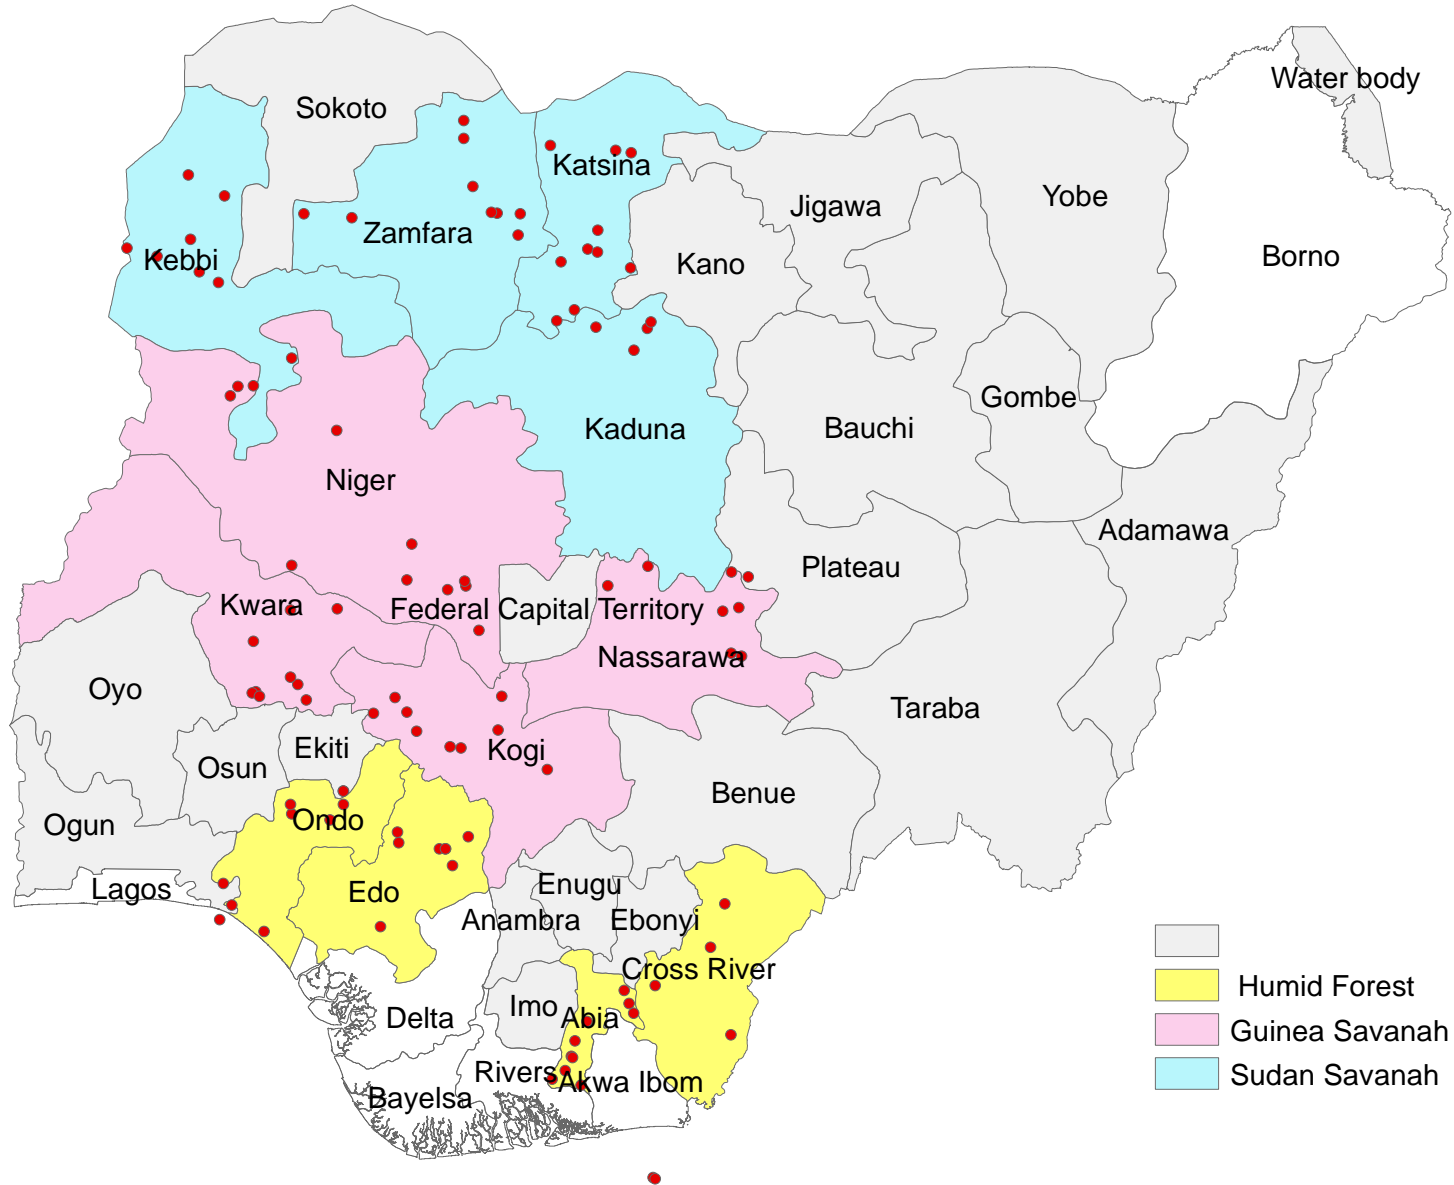 Water body
Sokoto
Katsina
Yobe
Jigawa
Zamfara
Borno
Kebbi
Kano
Gombe
Kaduna
Bauchi
Niger
Adamawa
Plateau
Kwara
Federal Capital Territory
Nassarawa
Oyo
Taraba
Ekiti
Kogi
Osun
Benue
Ondo
Ogun
Enugu
Lagos
Edo
Anambra
Ebonyi
Cross River
Humid Forest
Imo
Abia
Delta
Guinea Savanah
Rivers
Akwa Ibom
Sudan Savanah
Bayelsa